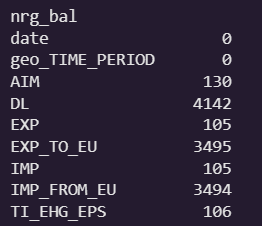 nrg_bal
date 0
geo_TIME_PERIOD 0
AIM 130
DL 4142
EXP 105
EXP_TO_EU 3495
IMP 105
IMP_FROM_EU 3494
TI_EHG_EPS 106